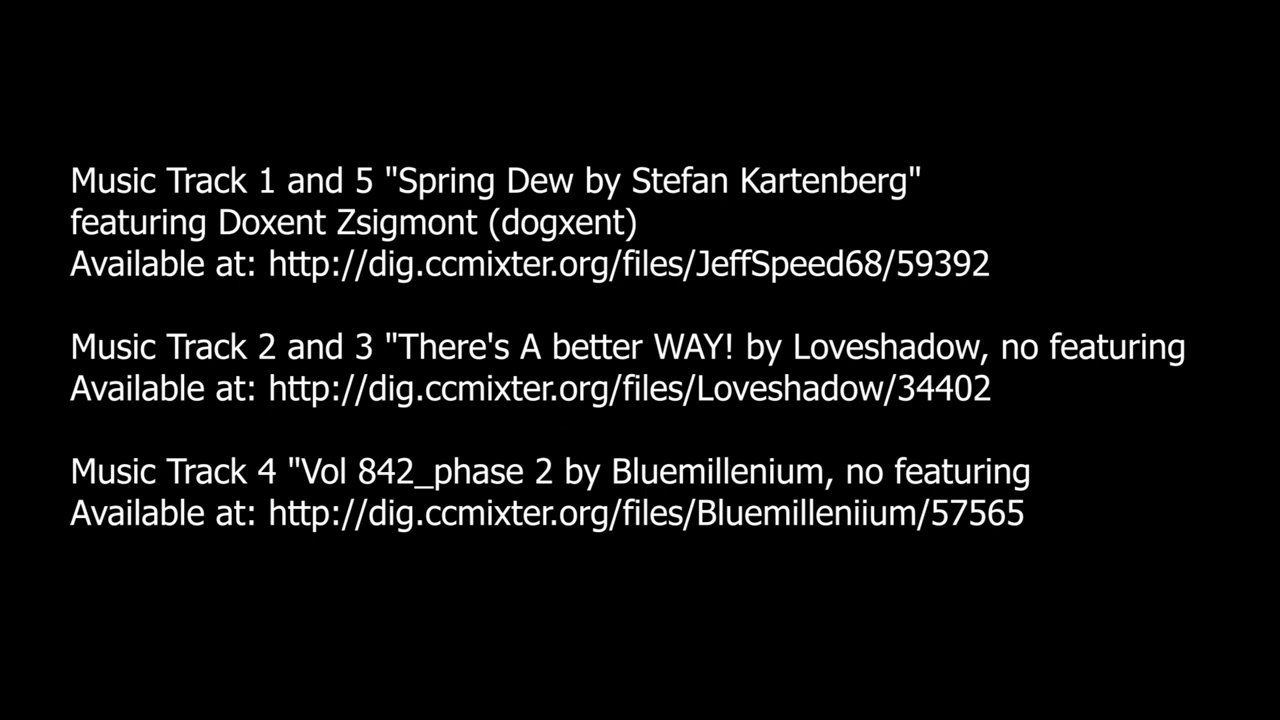 Music Track 1 and 5 "Spring Dew by Stefan Kartenberg"
featuring Doxent Zsigmont (dogxent)
Available at: http://dig.ccmixter.org/files/JeffSpeed68/59392
Music Track 2 and 3 "There's A better WAY! by Loveshadow, no featuring
Available at: http://dig.ccmixter.org/files/Loveshadow/34402
Music Track 4 "Vol 842_phase 2 by Bluemillenium, no featuring
Available at: http://dig.ccmixter.org/files/Bluemilleniium/57565